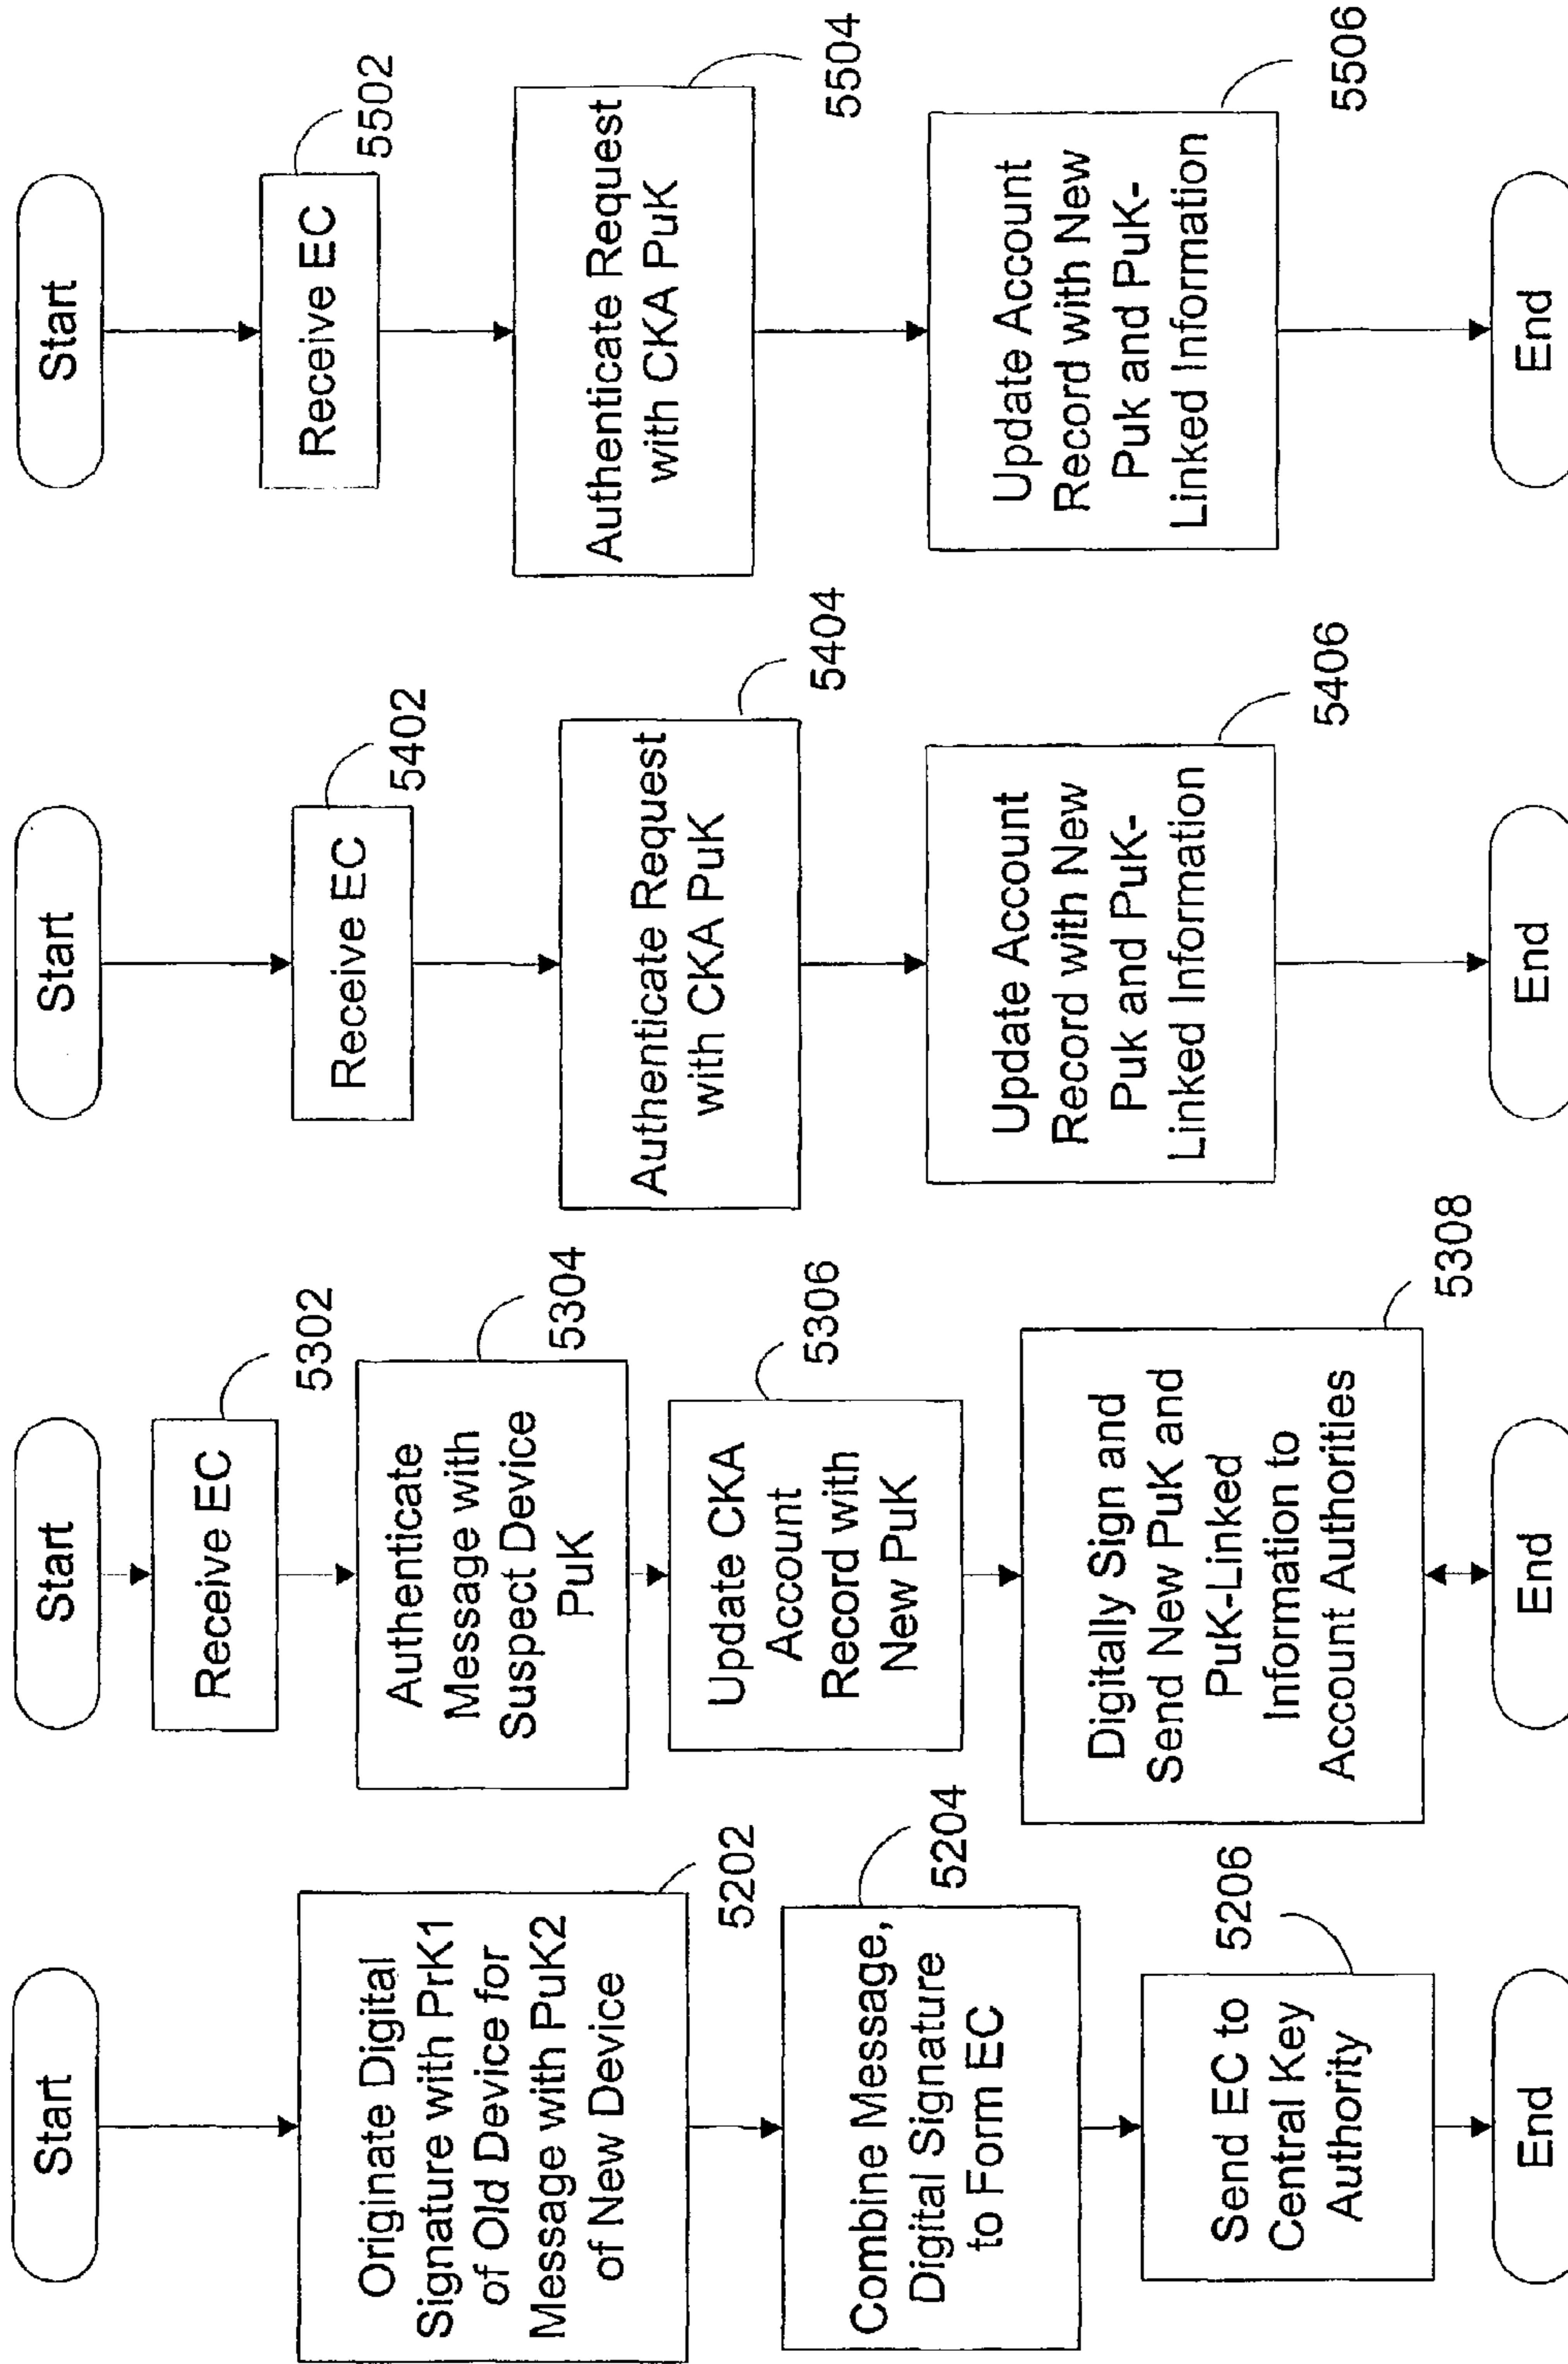 Start
Originate Digital
Signature with PrK1
of Old Device for
Message with PuK2
of New Device
5202
Combine Message,
Digital Signature
to Form EC
5204
Send EC to
Central Key
Authority
5206
End
Start
Receive EC
5302
Authenticate
Message with
Suspect Device
PuK
5304
Update CKA
Account
Record with
New PuK
5306
Digitally Sign and
Send New PuK and
PuK-Linked
Information to
Account Authorities
5308
End
Start
Receive EC
5402
Authenticate Request
with CKA PuK
5404
Update Account
Record with New
Puk and PuK-
Linked Information
5406
End
Start
Receive EC
5502
Authenticate Request
with CKA PuK
5504
Update Account
Record with New
Puk and PuK-
Linked Information
5506
End